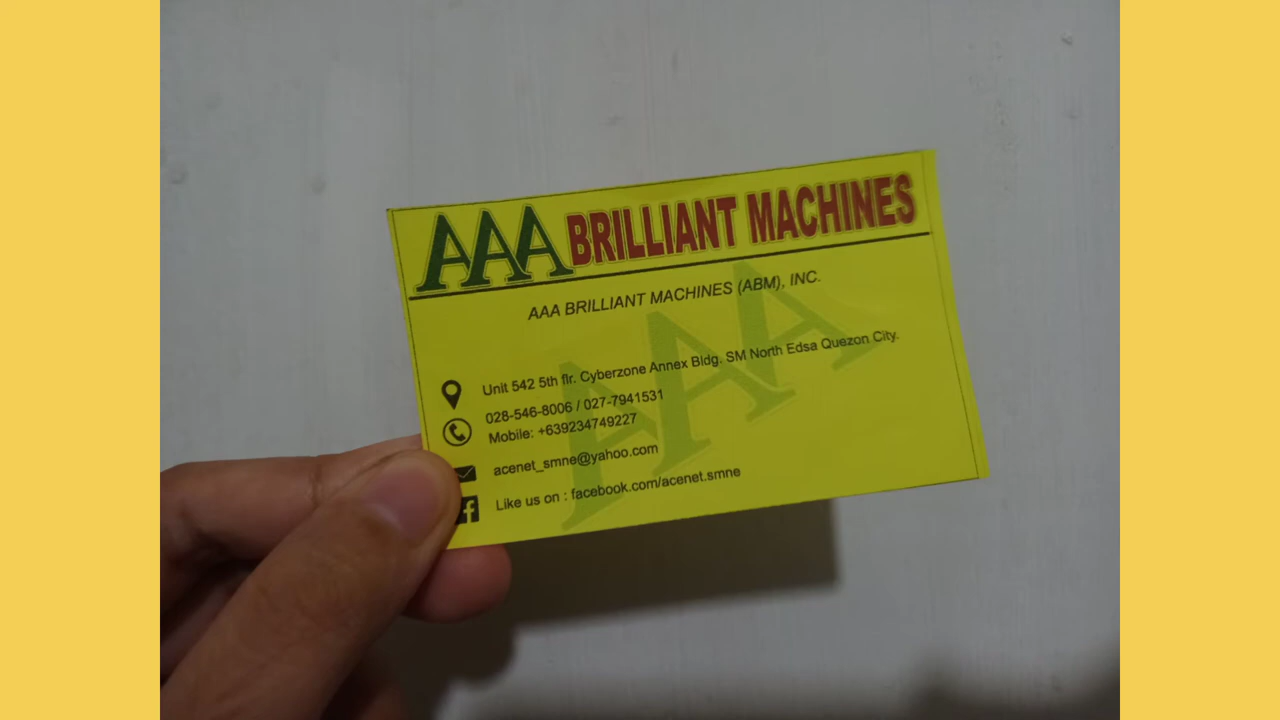 AAA BRILLIANT MACHINES
AAA BRILLIANT MACHINES (ABM), INC.
Unit 542 5th flr. Cyberzone Annex Bldg. SM North Edsa Quezon City.
028-546-8006 / 027-7941531
Mobile: +639234749227
acenet_smne@yahoo.com
Like us on : facebook.com/acenet.smne
AAA